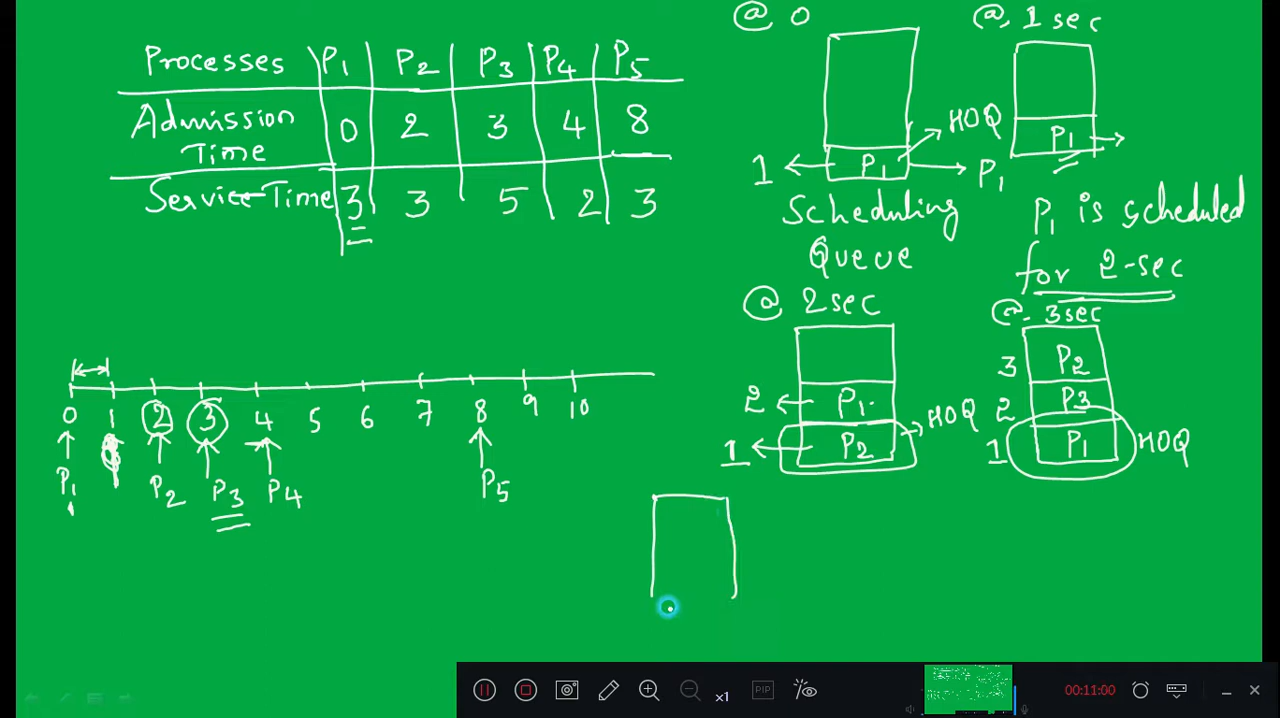 Processes P1 P2 P3 P4 P5
Admission Time 0 2 3 4 8
Service Time 3 3 5 2 3
@ 0
1 P1 HOQ
P1
Scheduling
Queue
@ 1 sec
P1
P1 is scheduled
for 2-sec
@ 2sec
2 P1
1 P2 HOQ
@ 3sec
3 P2
2 P3
1 P1 HOQ
0 1 2 3 4 5 6 7 8 9 10
P1 P2 P3 P4 P5
x1 PIP 00:11:00